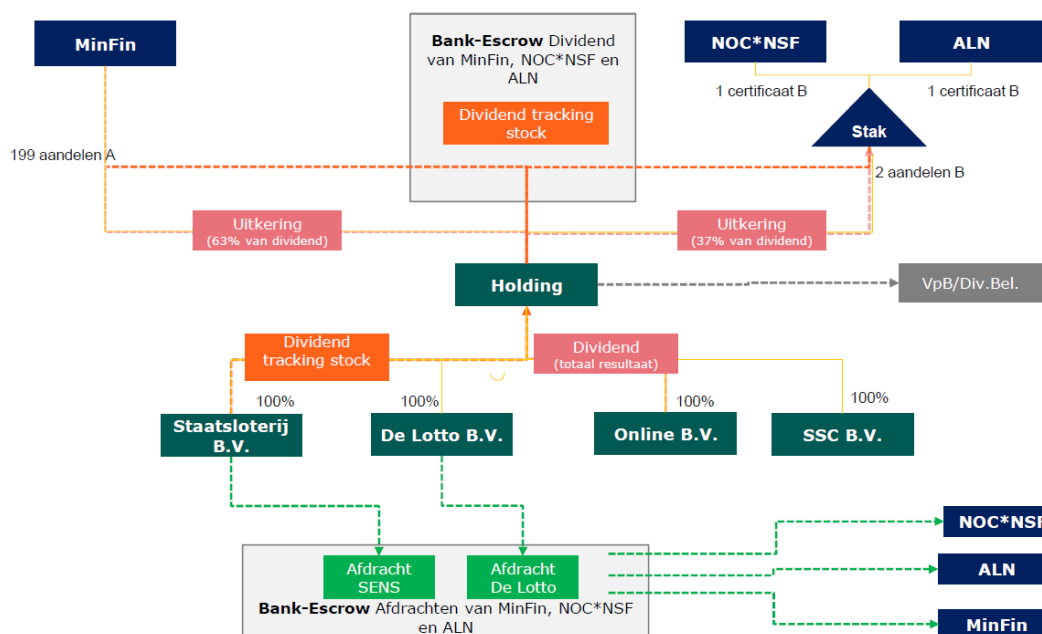 MinFin
Bank-Escrow Dividend
van MinFin, NOC*NSF en
ALN
Dividend tracking
stock
NOC*NSF
ALN
1 certificaat B
1 certificaat B
Stak
199 aandelen A
2 aandelen B
Uitkering
(63% van dividend)
Uitkering
(37% van dividend)
Holding
VpB/Div.Bel.
Dividend
tracking stock
Dividend
(totaal resultaat)
100%
100%
100%
100%
Staatsloterij
B.V.
De Lotto B.V.
Online B.V.
SSC B.V.
NOC*NSF
Afdracht
SENS
Afdracht
De Lotto
ALN
Bank-Escrow Afdrachten van MinFin, NOC*NSF
en ALN
MinFin